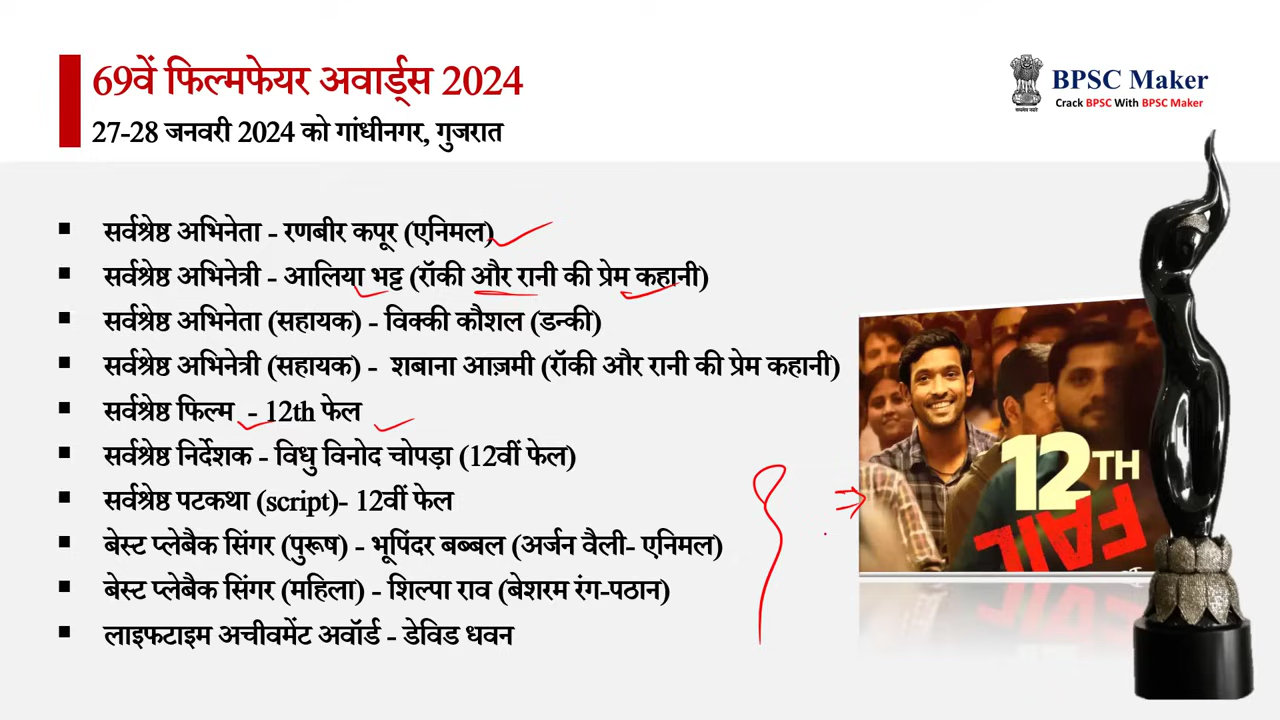 69वें फिल्मफेयर अवार्ड्स 2024
27-28 जनवरी 2024 को गांधीनगर, गुजरात
BPSC Maker
Crack BPSC With BPSC Maker
▪ सर्वश्रेष्ठ अभिनेता - रणबीर कपूर (एनिमल)
▪ सर्वश्रेष्ठ अभिनेत्री - आलिया भट्ट (रॉकी और रानी की प्रेम कहानी)
▪ सर्वश्रेष्ठ अभिनेता (सहायक) - विक्की कौशल (डन्की)
▪ सर्वश्रेष्ठ अभिनेत्री (सहायक) - शबाना आज़मी (रॉकी और रानी की प्रेम कहानी)
▪ सर्वश्रेष्ठ फिल्म - 12th फेल
▪ सर्वश्रेष्ठ निर्देशक - विधु विनोद चोपड़ा (12वीं फेल)
▪ सर्वश्रेष्ठ पटकथा (script)- 12वीं फेल
▪ बेस्ट प्लेबैक सिंगर (पुरूष) - भूपिंदर बब्बल (अर्जन वैली- एनिमल)
▪ बेस्ट प्लेबैक सिंगर (महिला) - शिल्पा राव (बेशरम रंग-पठान)
▪ लाइफटाइम अचीवमेंट अवॉर्ड - डेविड धवन
12TH
FAIL